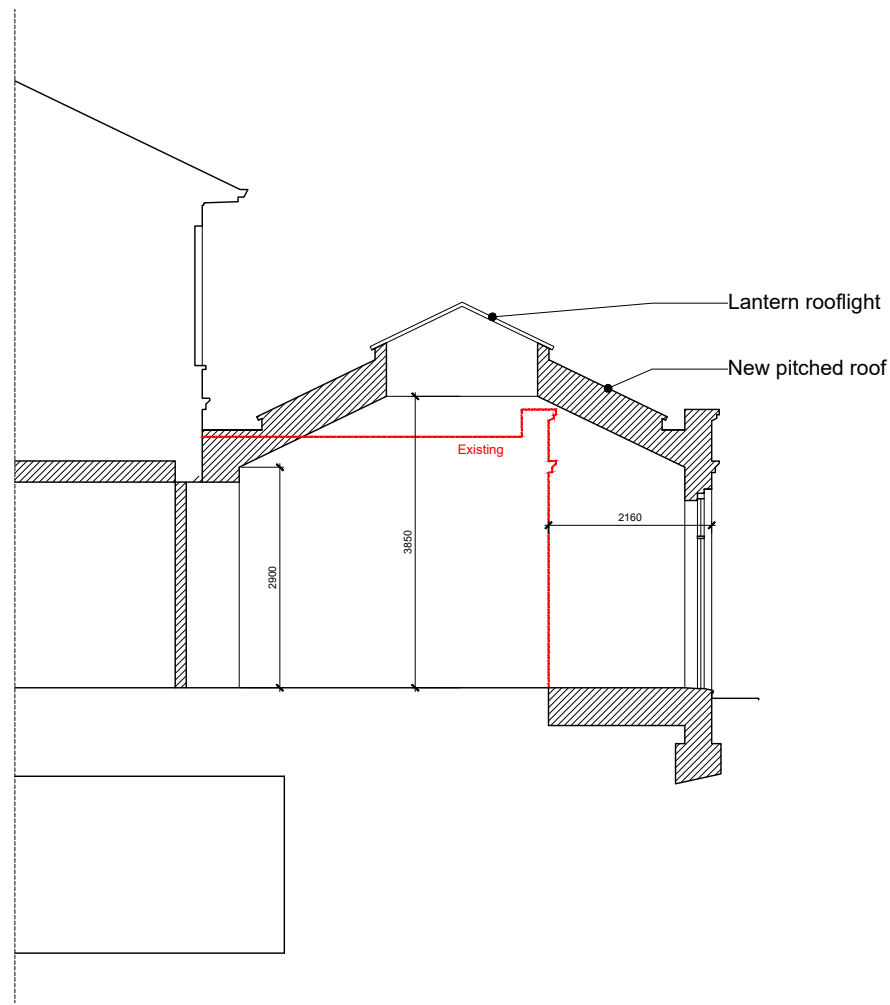 Lantern rooflight
New pitched roof
Existing
2160
3850
2900